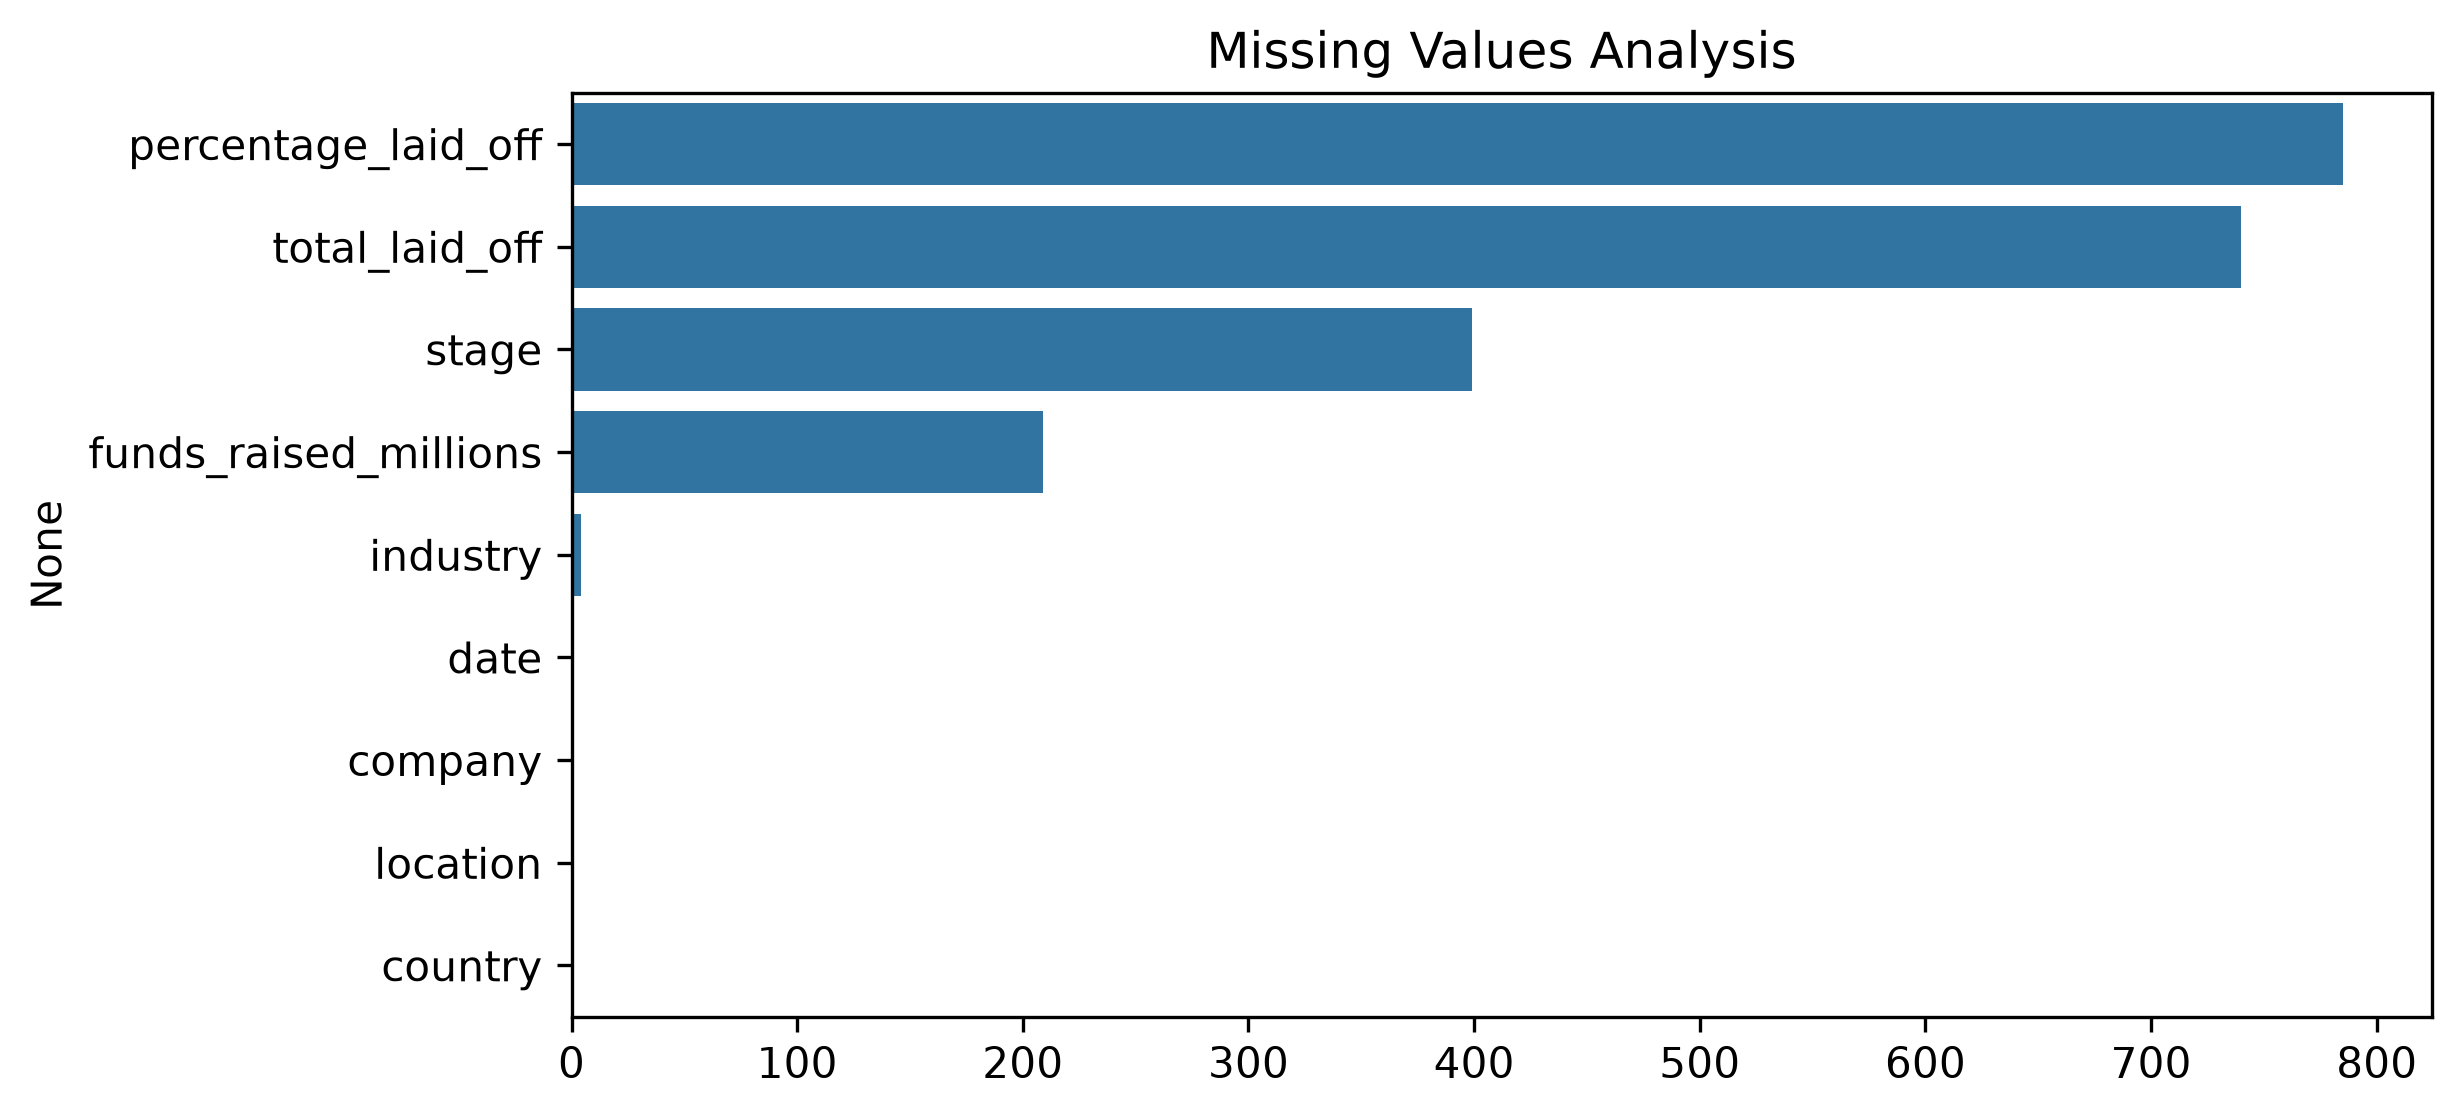 Missing Values Analysis
percentage_laid_off
total_laid_off
stage
funds_raised_millions
industry
date
company
location
country
None
0 100 200 300 400 500 600 700 800